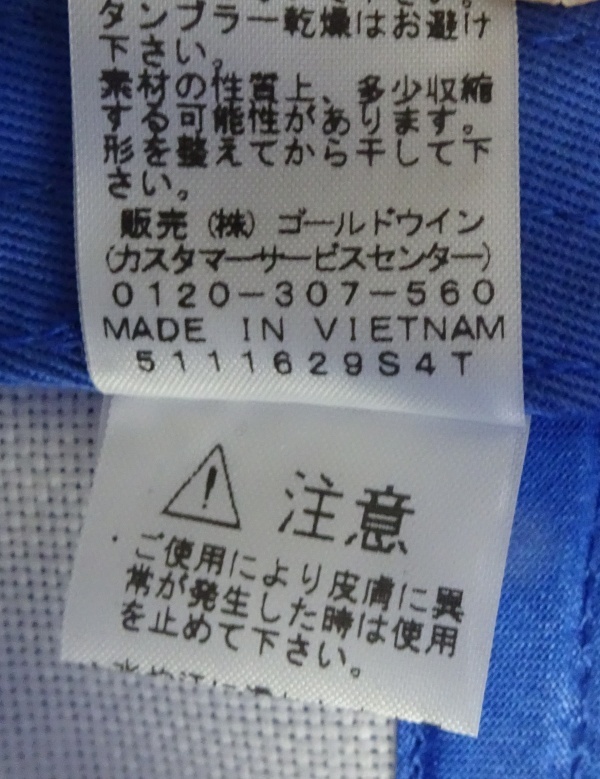 タンブラー乾燥はお避け
下さい。
素材の性質上、多少収縮
する可能性があります。
形を整えてから干して下
さい。
販売（株）ゴールドウイン
（カスタマーサービスセンター）
0120-307-560
MADE IN VIETNAM
5111629S4T
注意
・ご使用により皮膚に異
常が発生した時は使用
を止めて下さい。